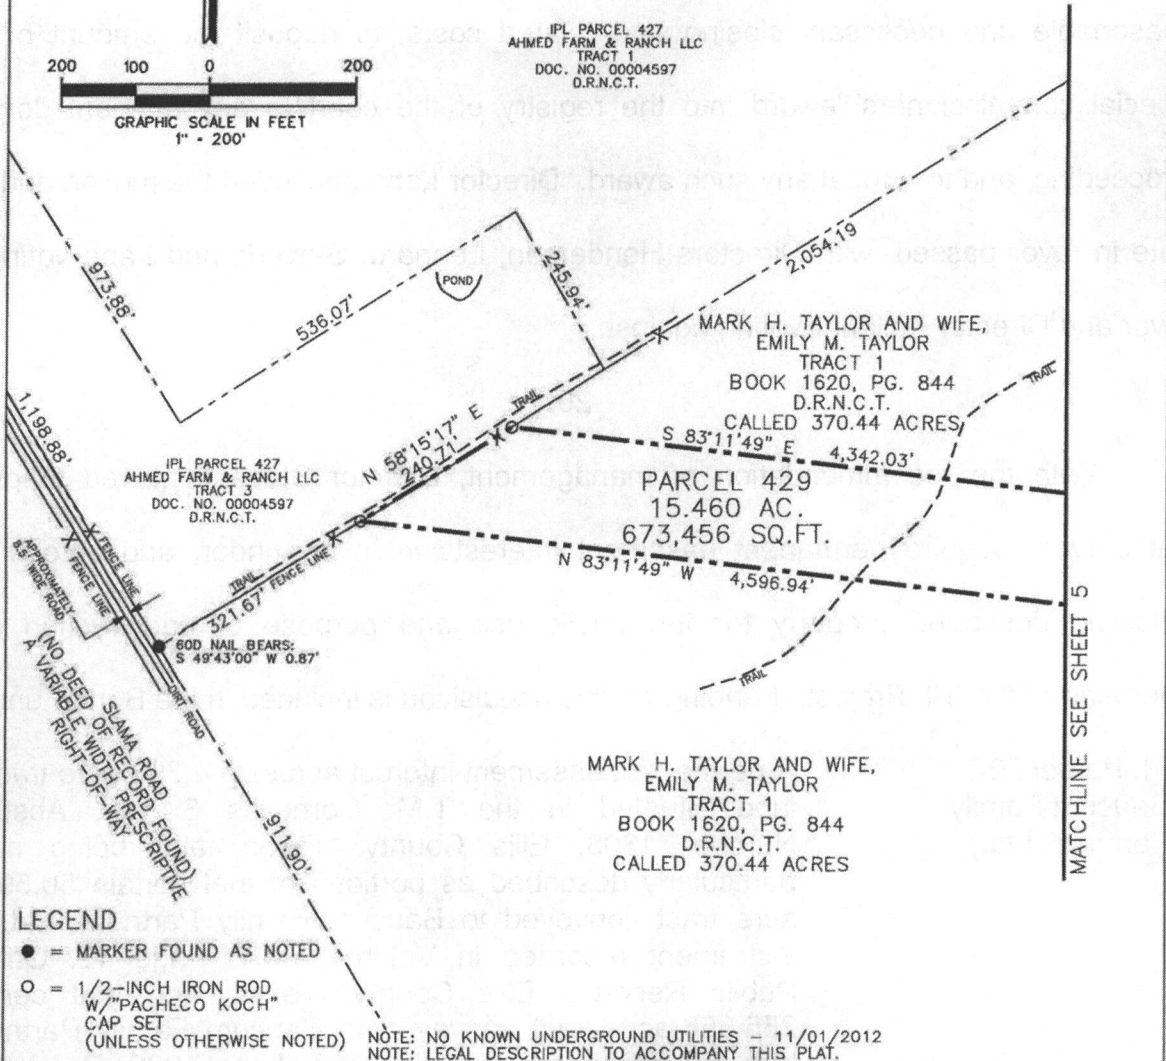 200 100 0 200
GRAPHIC SCALE IN FEET
1" - 200'
IPL PARCEL 427
AHMED FARM & RANCH LLC
TRACT 1
DOC. NO. 00004597
D.R.N.C.T.
973.88'
536.07'
POND
245.94'
2,054.19
MARK H. TAYLOR AND WIFE,
EMILY M. TAYLOR
TRACT 1
BOOK 1620, PG. 844
D.R.N.C.T.
CALLED 370.44 ACRES
TRAIL
1,198.88'
IPL PARCEL 427
AHMED FARM & RANCH LLC
TRACT 3
DOC. NO. 00004597
D.R.N.C.T.
N 58°15'17" E
240.71'
TRAIL
S 83°11'49" E 4,342.03'
PARCEL 429
15.460 AC.
673,456 SQ.FT.
N 83°11'49" W 4,596.94'
TRAIL
321.67'
FENCE LINE
FENCE LINE
FENCE LINE
APPROXIMATELY
45' WIDE ROAD
60D NAIL BEARS:
S 49°43'00" W 0.87'
DIRT ROAD
LLAMA ROAD
(NO DEED OF RECORD FOUND)
A VARIABLE WIDTH PRESCRIPTIVE
RIGHT-OF-WAY
911.90'
TRAIL
MARK H. TAYLOR AND WIFE,
EMILY M. TAYLOR
TRACT 1
BOOK 1620, PG. 844
D.R.N.C.T.
CALLED 370.44 ACRES
MATCHLINE SEE SHEET 5
LEGEND
● = MARKER FOUND AS NOTED
O = 1/2-INCH IRON ROD
W/"PACHECO KOCH"
CAP SET
(UNLESS OTHERWISE NOTED)
NOTE: NO KNOWN UNDERGROUND UTILITIES - 11/01/2012
NOTE: LEGAL DESCRIPTION TO ACCOMPANY THIS PLAT.